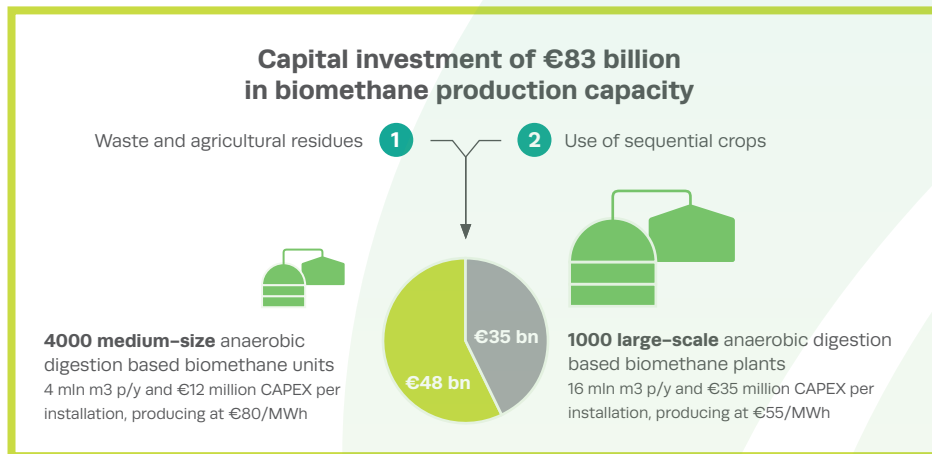 Capital investment of €83 billion
in biomethane production capacity
Waste and agricultural residues 1
2 Use of sequential crops
€35 bn
€48 bn
4000 medium-size anaerobic
digestion based biomethane units
4 mln m3 p/y and €12 million CAPEX per
installation, producing at €80/MWh
1000 large-scale anaerobic digestion
based biomethane plants
16 mln m3 p/y and €35 million CAPEX per
installation, producing at €55/MWh